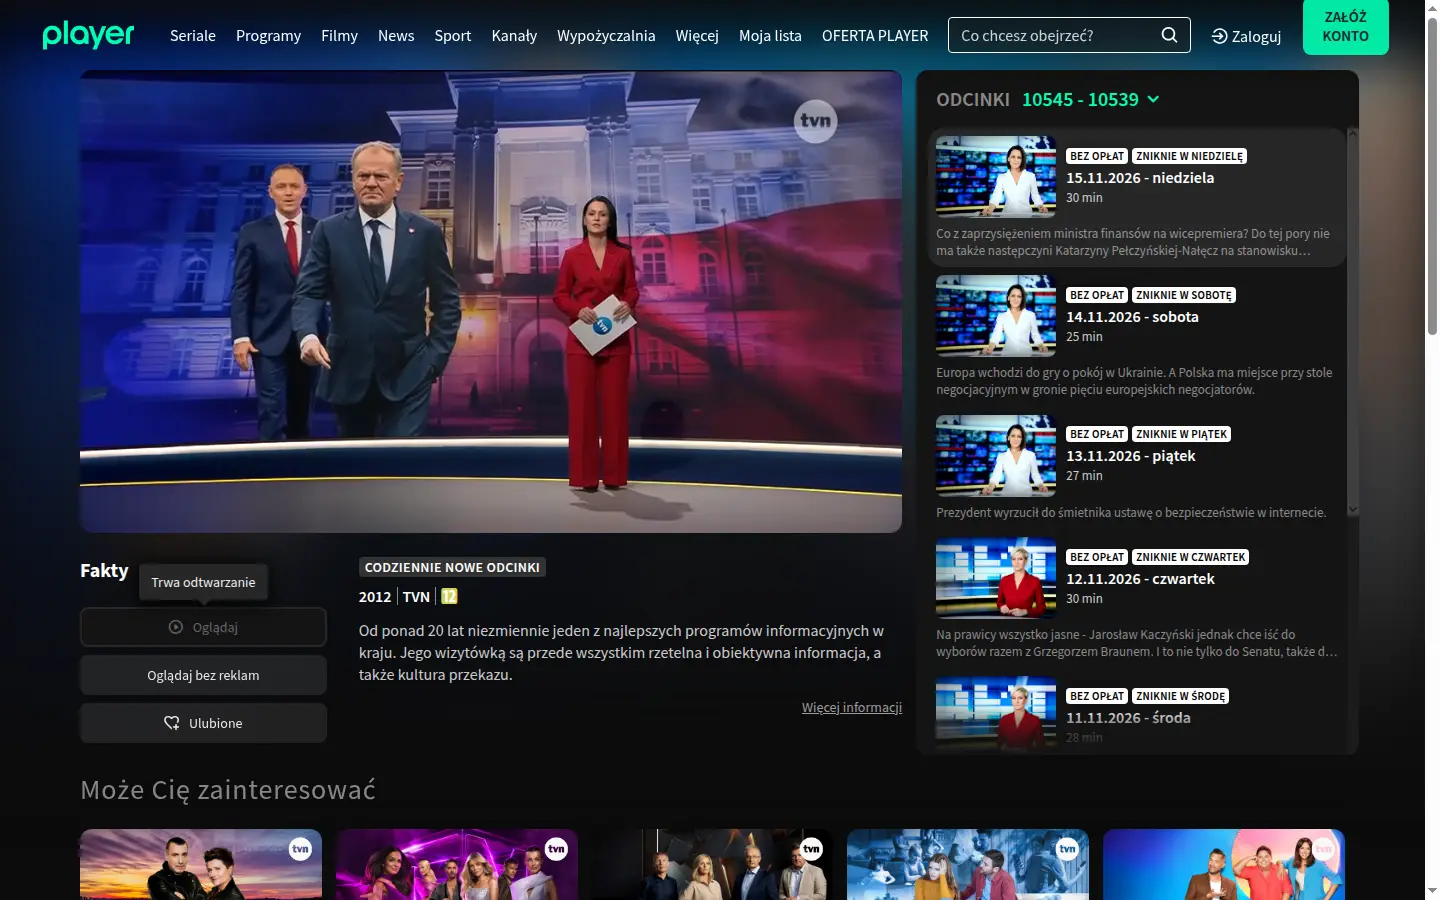 player
Seriale
Programy
Filmy
News
Sport
Kanały
Wypożyczalnia
Więcej
Moja lista
OFERTA PLAYER
Co chcesz obejrzeć?
Zaloguj
ZAŁÓŻ
KONTO
tvn
tvn
ODCINKI 10545 - 10539
BEZ OPŁAT ZNIKNIE W NIEDZIELĘ
15.11.2026 - niedziela
30 min
Co z zaprzysiężeniem ministra finansów na wicepremiera? Do tej pory nie
ma także następczyni Katarzyny Pełczyńskiej-Nałęcz na stanowisku…
BEZ OPŁAT ZNIKNIE W SOBOTĘ
14.11.2026 - sobota
25 min
Europa wchodzi do gry o pokój w Ukrainie. A Polska ma miejsce przy stole
negocjacyjnym w gronie pięciu europejskich negocjatorów.
BEZ OPŁAT ZNIKNIE W PIĄTEK
13.11.2026 - piątek
27 min
Prezydent wyrzucił do śmietnika ustawę o bezpieczeństwie w internecie.
BEZ OPŁAT ZNIKNIE W CZWARTEK
12.11.2026 - czwartek
30 min
Na prawicy wszystko jasne - Jarosław Kaczyński jednak chce iść do
wyborów razem z Grzegorzem Braunem. I to nie tylko do Senatu, także d…
BEZ OPŁAT ZNIKNIE W ŚRODĘ
11.11.2026 - środa
28 min
Fakty
Trwa odtwarzanie
Oglądaj
Oglądaj bez reklam
Ulubione
CODZIENNIE NOWE ODCINKI
2012 TVN 12
Od ponad 20 lat niezmiennie jeden z najlepszych programów informacyjnych w
kraju. Jego wizytówką są przede wszystkim rzetelna i obiektywna informacja, a
także kultura przekazu.
Więcej informacji
Może Cię zainteresować
tvn
tvn
tvn
tvn
tvn